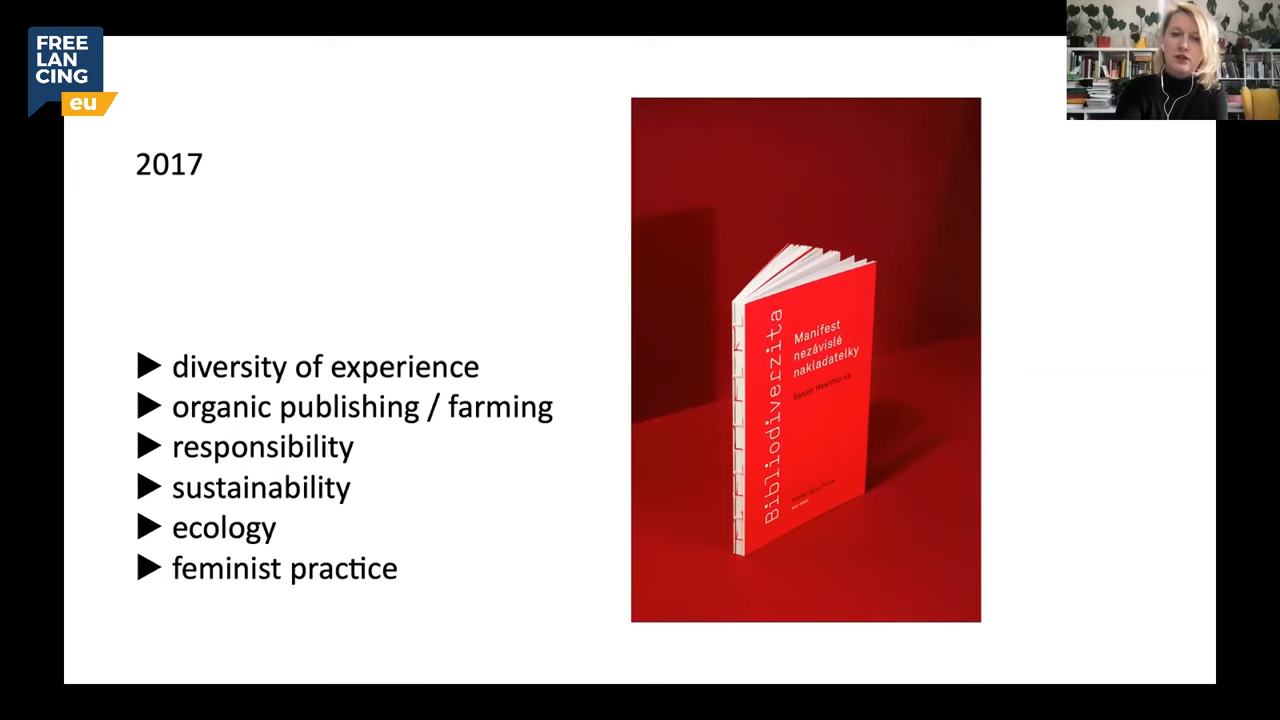 FREE
LAN
CING
eu
2017
▶ diversity of experience
▶ organic publishing / farming
▶ responsibility
▶ sustainability
▶ ecology
▶ feminist practice
Bibliodiverzita
Manifest
nezávislé
nakladatelky
Susan Hawthorne